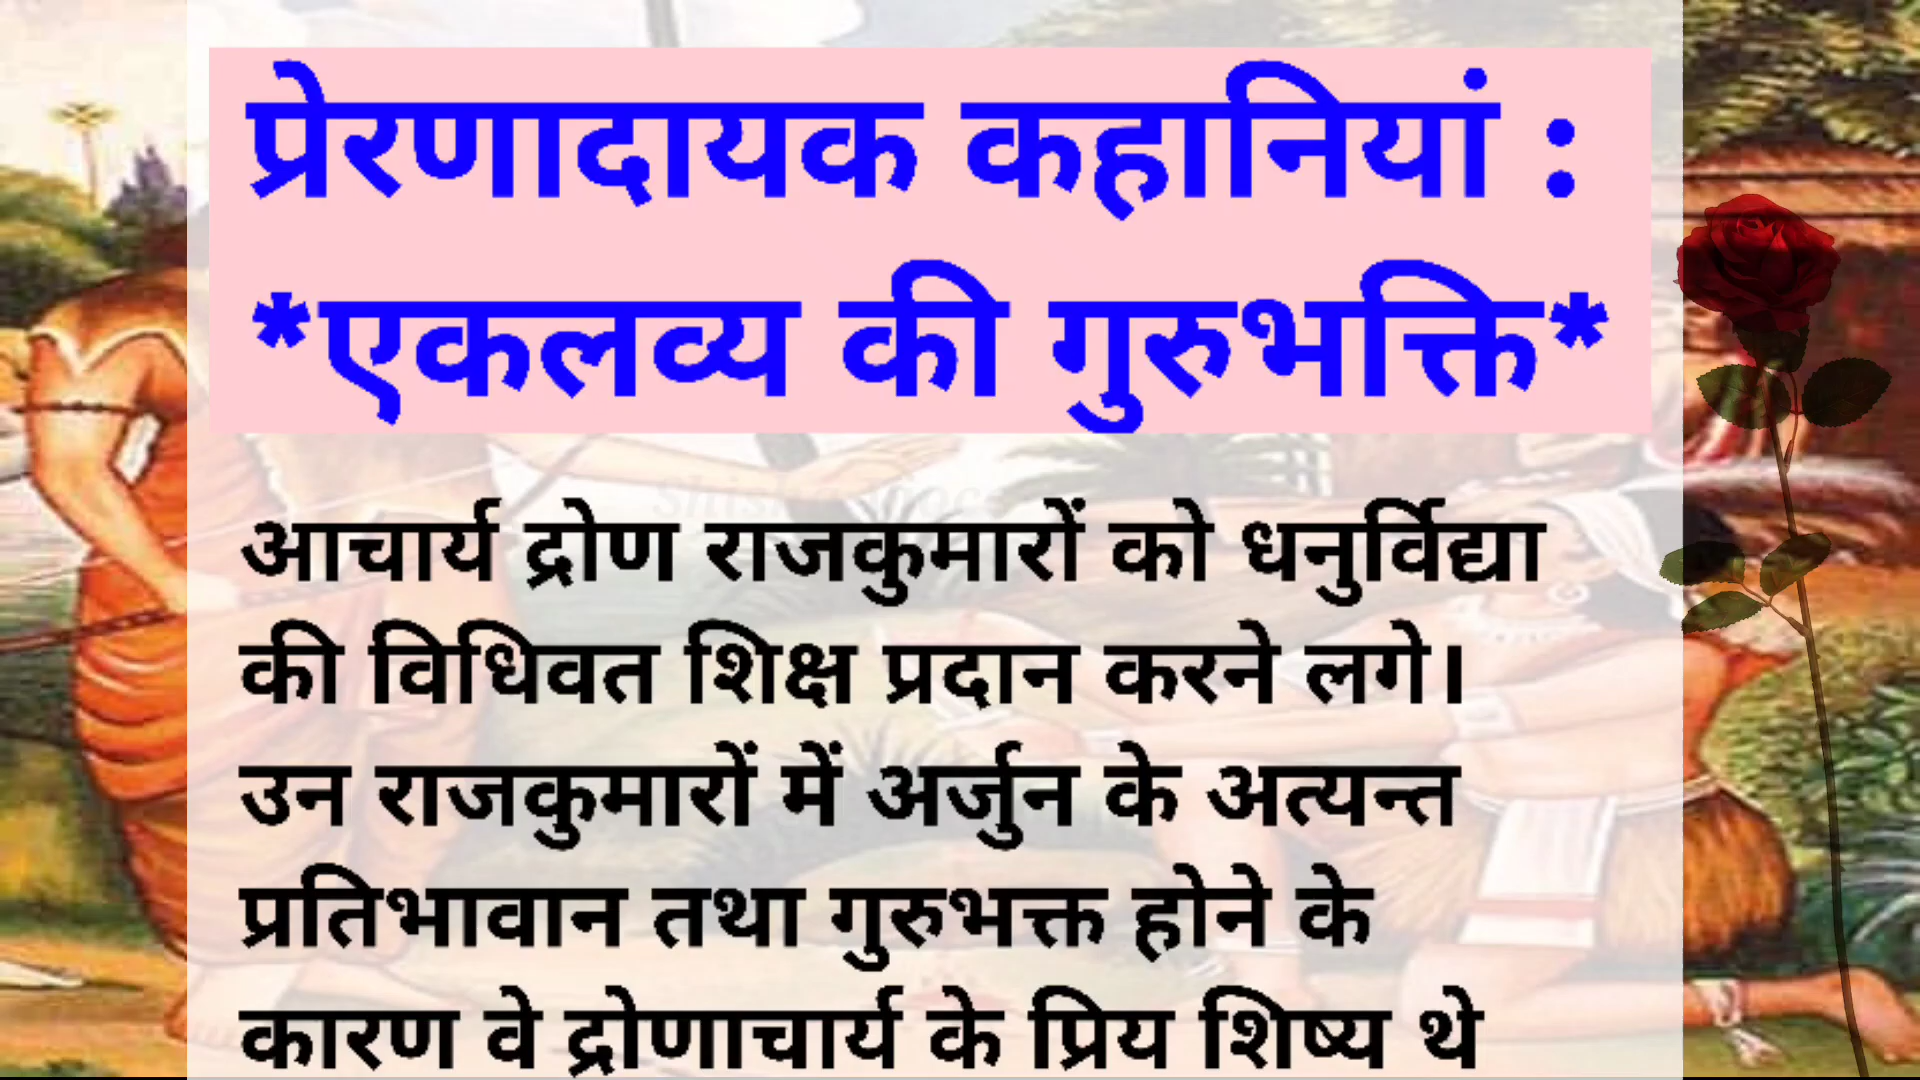 प्रेरणादायक कहानियां :
*एकलव्य की गुरुभक्ति*
आचार्य द्रोण राजकुमारों को धनुर्विद्या
की विधिवत शिक्ष प्रदान करने लगे।
उन राजकुमारों में अर्जुन के अत्यन्त
प्रतिभावान तथा गुरुभक्त होने के
कारण वे द्रोणाचार्य के प्रिय शिष्य थे